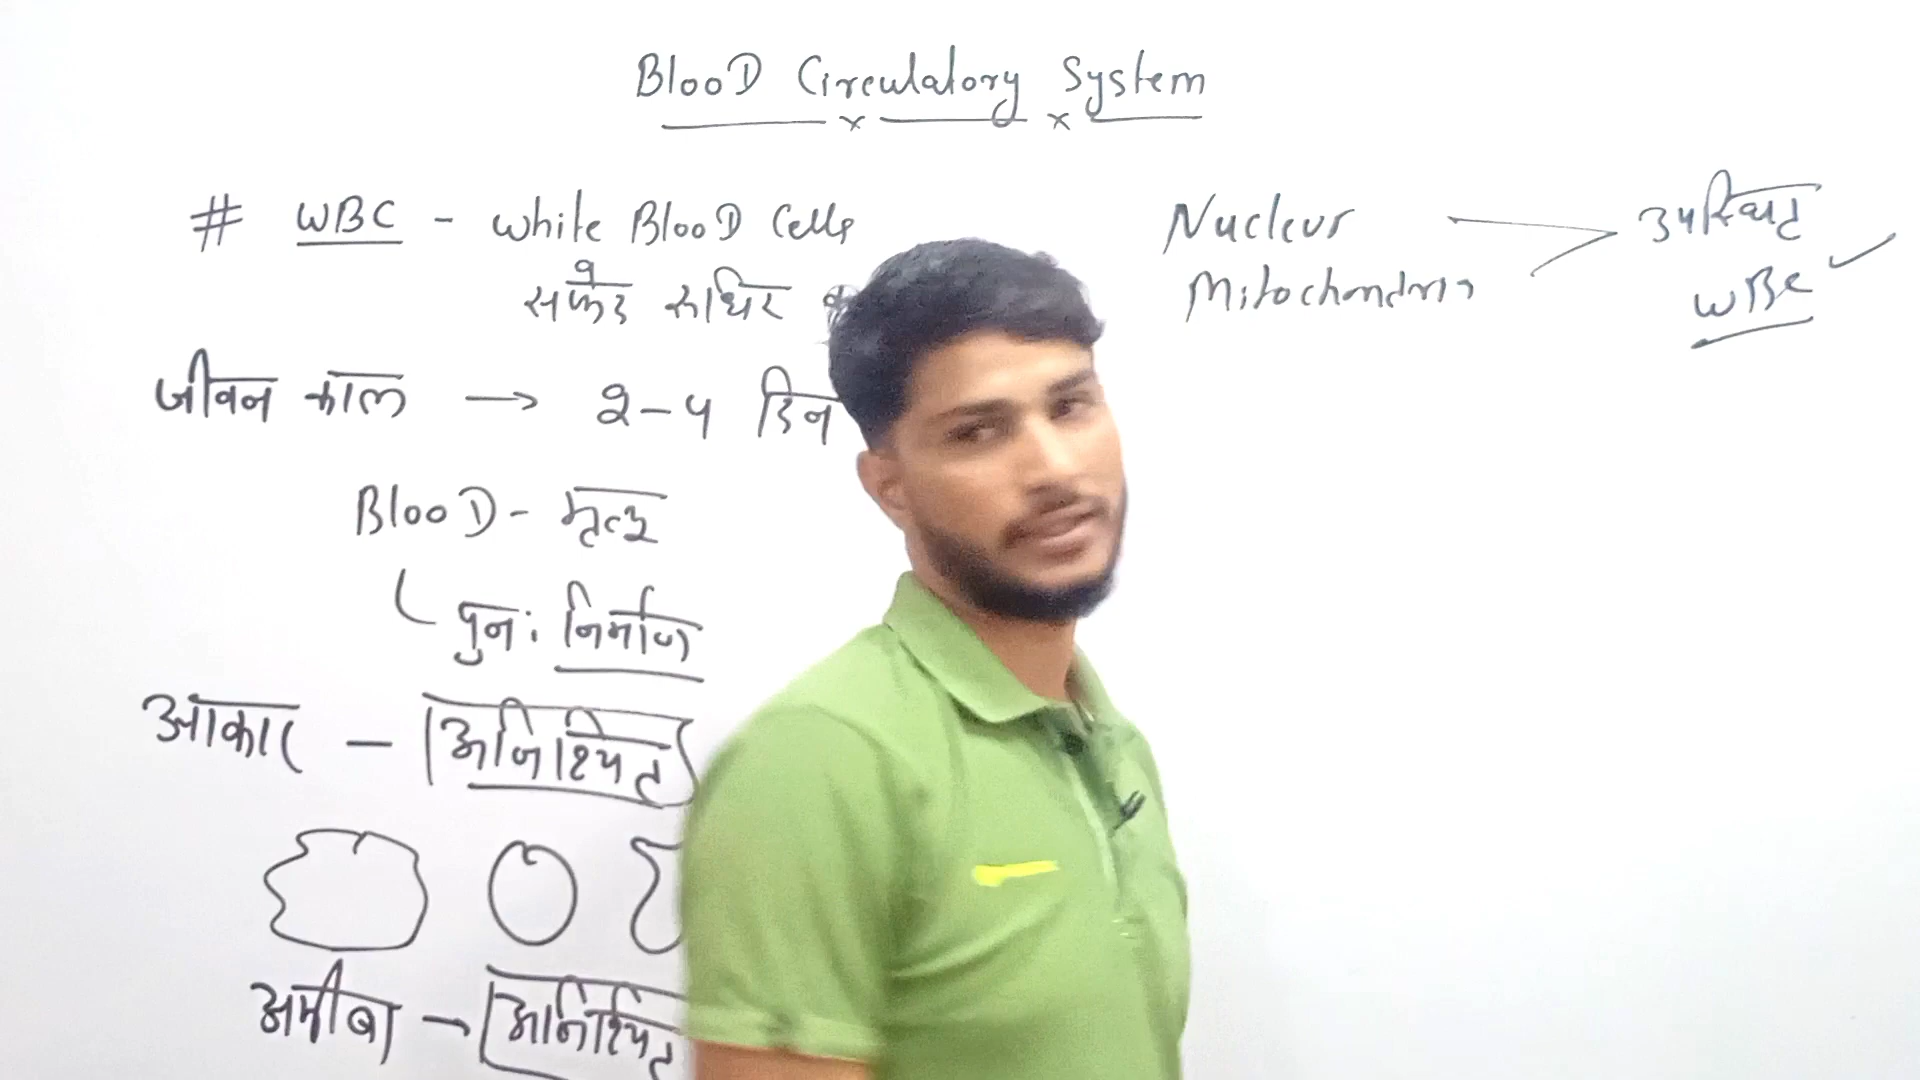 BlooD Circulatory System
# WBC - White BlooD Cells
सफेद रूधिर
जीवन काल → 2-4 दिन
BlooD - मृत्यु
पुनः निर्माण
आकार - अनिश्चित
अमीबा → अनिश्चित
Nucleus
Mitochondria
उपस्थित
WBC